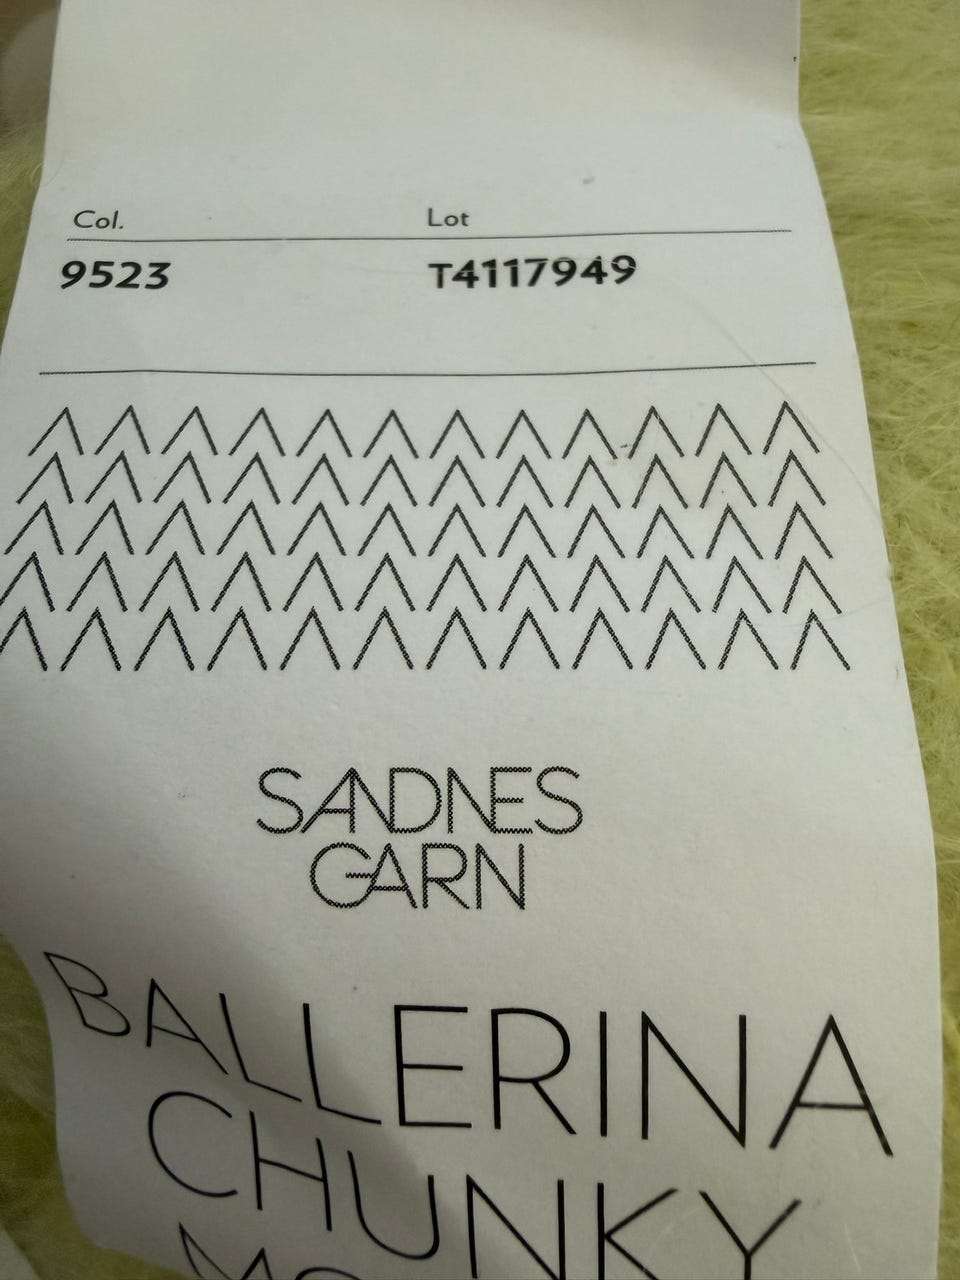 Col. Lot
9523 T4117949
SANDNES
GARN
BALLERINA
CHUNKY